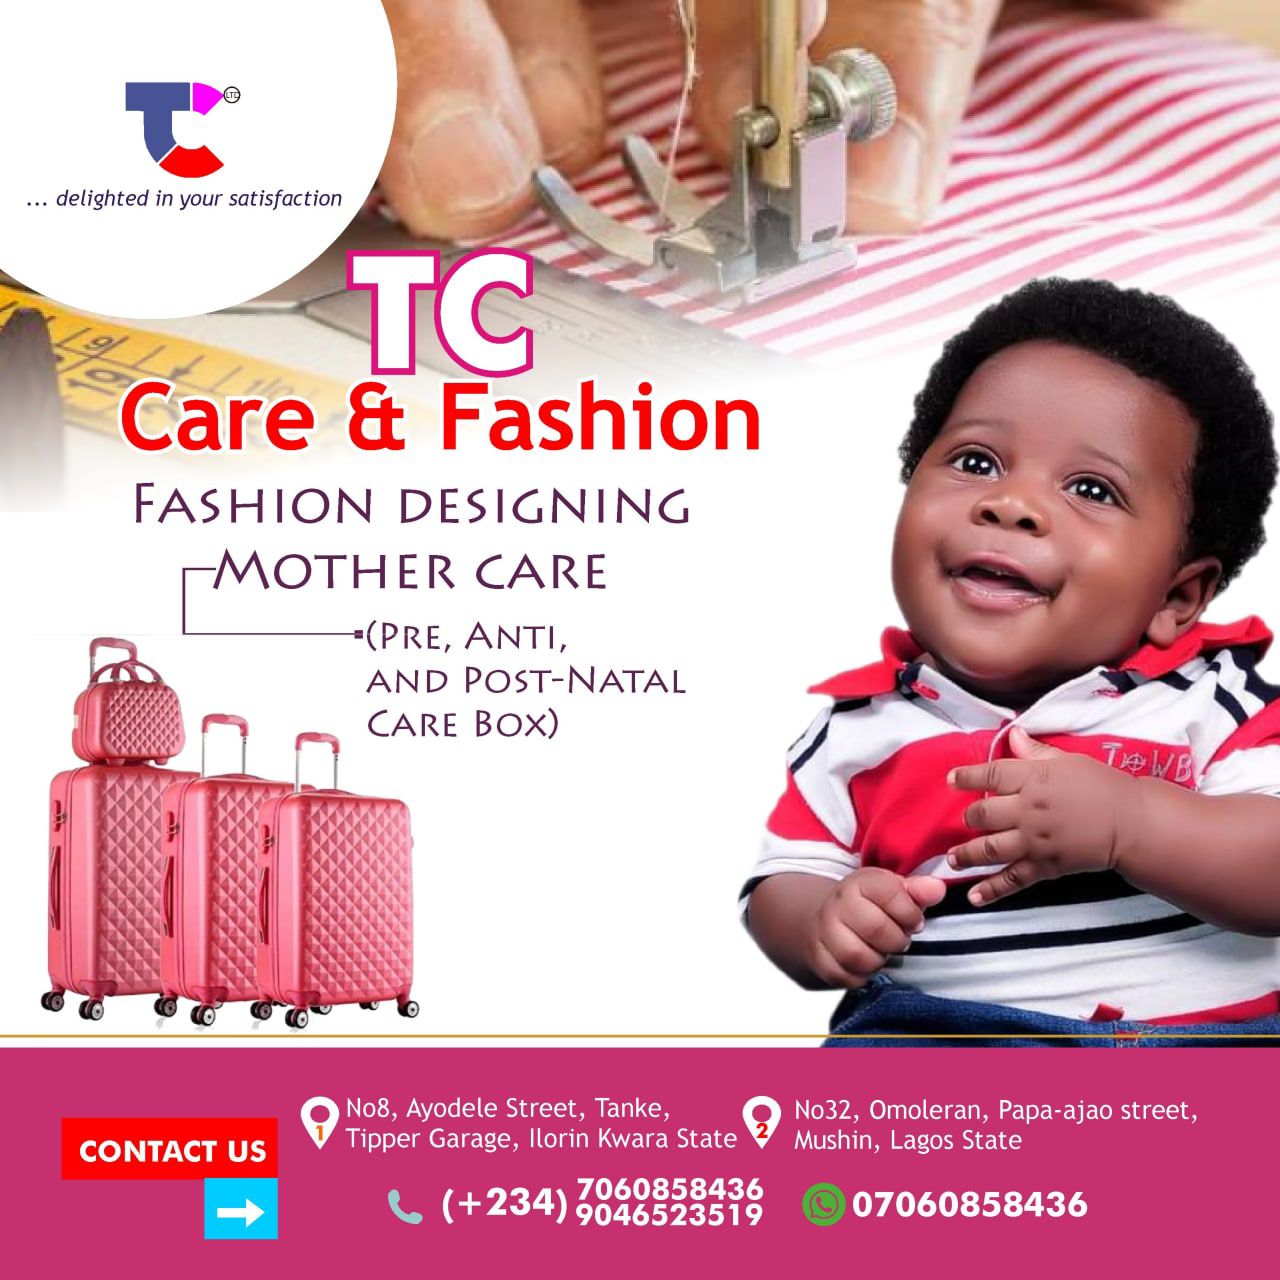 TC LTD
... delighted in your satisfaction
TC
Care & Fashion
FASHION DESIGNING
MOTHER CARE
(PRE, ANTI,
AND POST-NATAL
CARE BOX)
CONTACT US
1
No8, Ayodele Street, Tanke,
Tipper Garage, Ilorin Kwara State
2
No32, Omoleran, Papa-ajao street,
Mushin, Lagos State
(+234) 7060858436
9046523519
07060858436